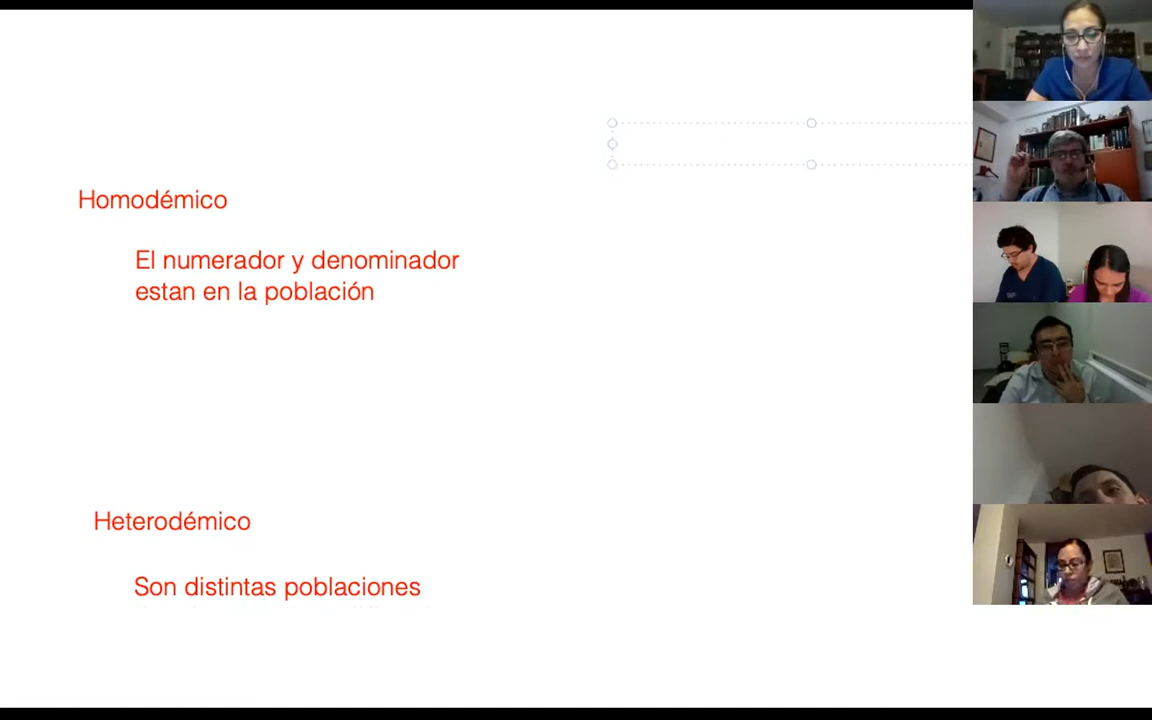 Homodémico
El numerador y denominador
estan en la población
Heterodémico
Son distintas poblaciones